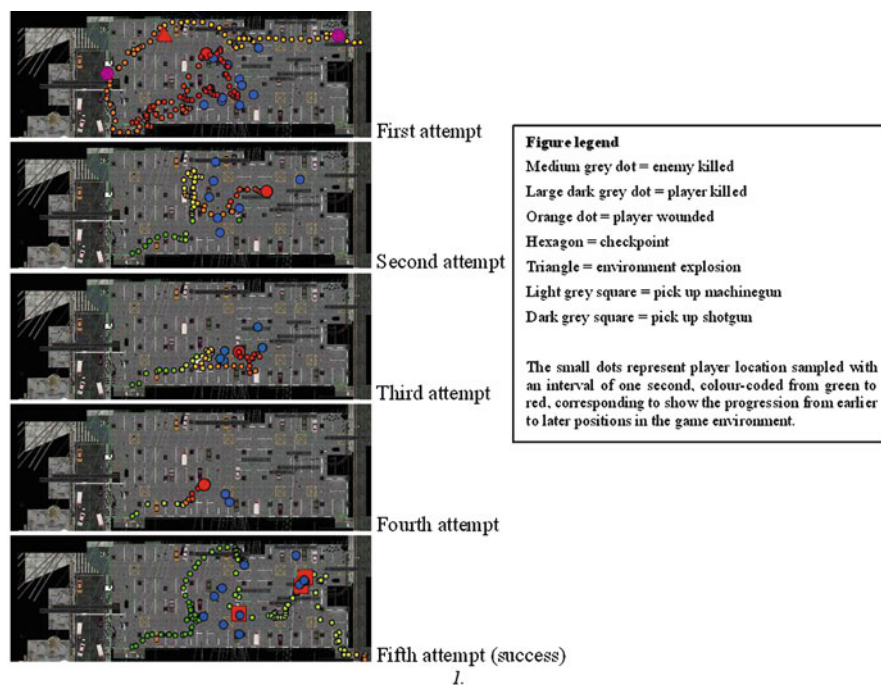 First attempt
Second attempt
Third attempt
Fourth attempt
Fifth attempt (success)
1.
Figure legend
Medium grey dot = enemy killed
Large dark grey dot = player killed
Orange dot = player wounded
Hexagon = checkpoint
Triangle = environment explosion
Light grey square = pick up machinegun
Dark grey square = pick up shotgun
The small dots represent player location sampled with
an interval of one second, colour-coded from green to
red, corresponding to show the progression from earlier
to later positions in the game environment.